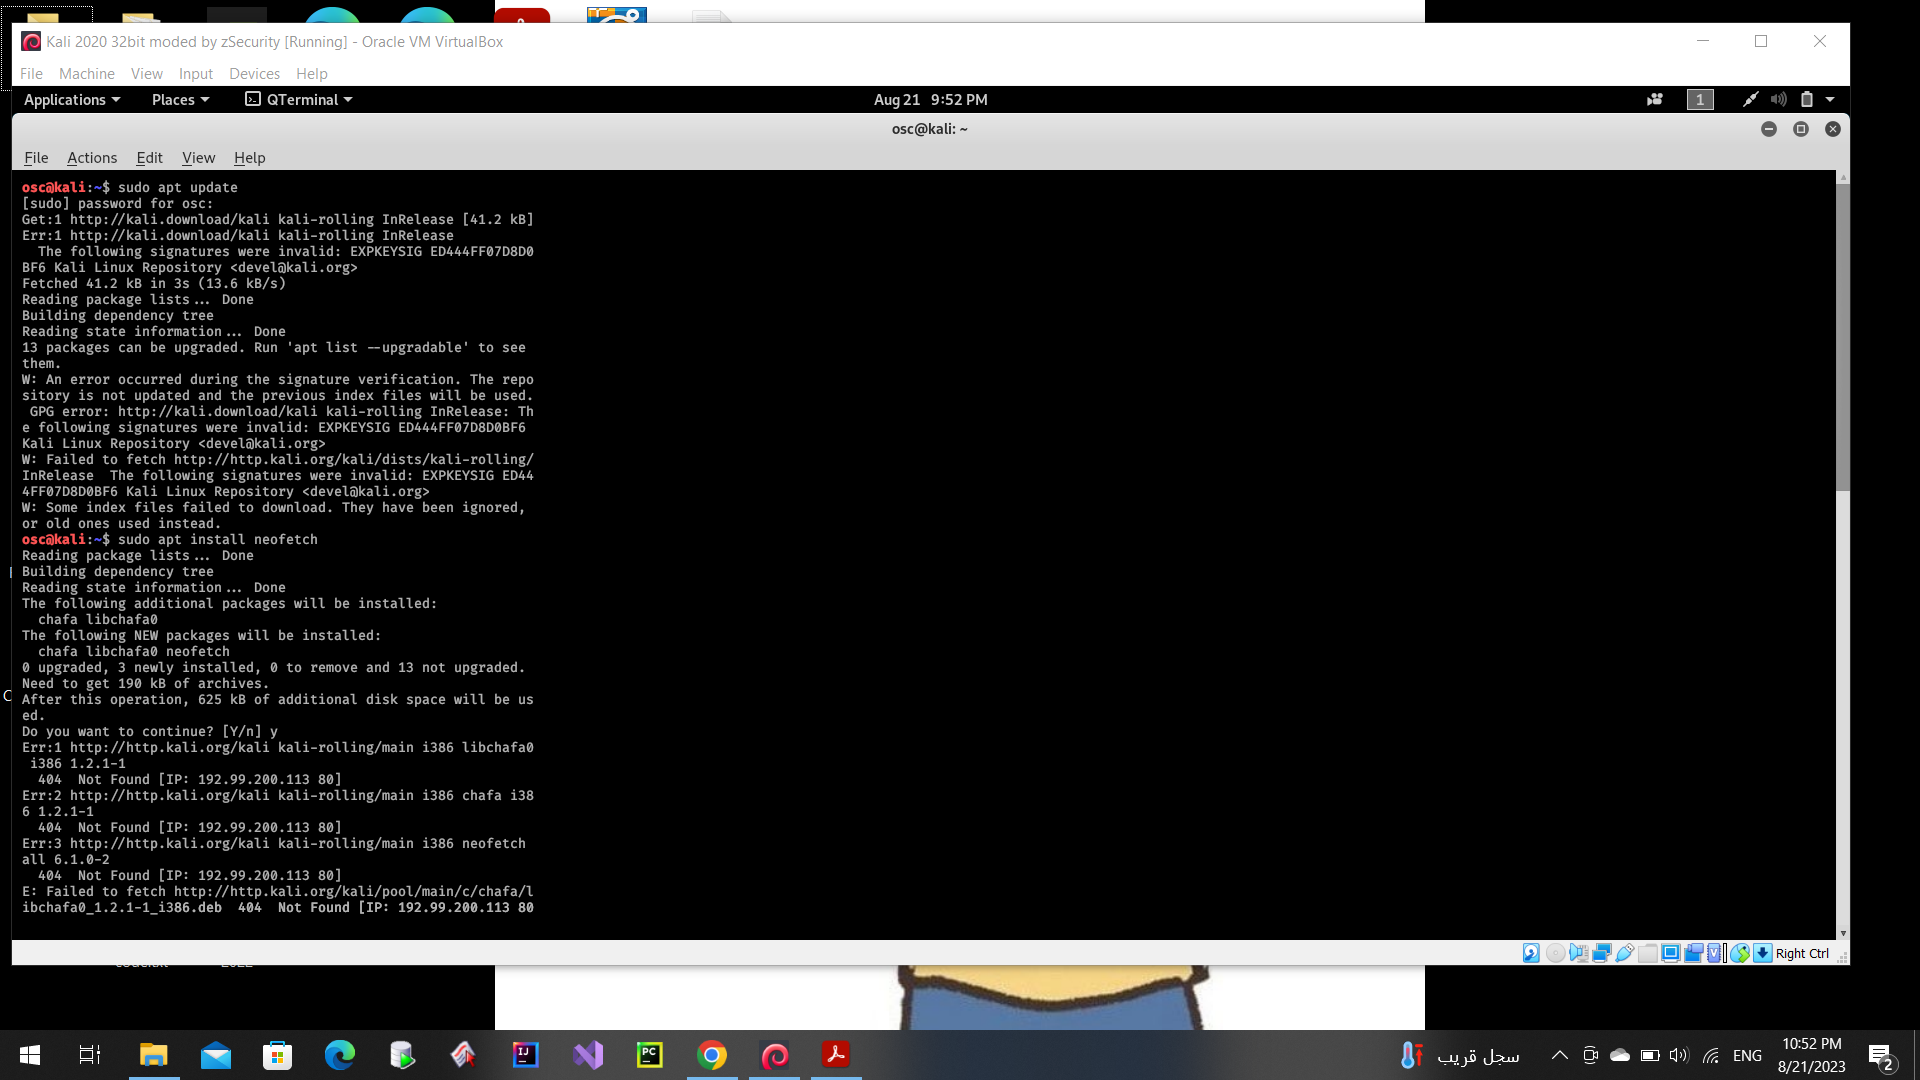 Kali 2020 32bit moded by zSecurity [Running] - Oracle VM VirtualBox
File Machine View Input Devices Help
Applications Places QTerminal Aug 21 9:52 PM 1
osc@kali: ~
File Actions Edit View Help
osc@kali:~$ sudo apt update
[sudo] password for osc:
Get:1 http://kali.download/kali kali-rolling InRelease [41.2 kB]
Err:1 http://kali.download/kali kali-rolling InRelease
The following signatures were invalid: EXPKEYSIG ED444FF07D8D0
BF6 Kali Linux Repository <devel@kali.org>
Fetched 41.2 kB in 3s (13.6 kB/s)
Reading package lists... Done
Building dependency tree
Reading state information... Done
13 packages can be upgraded. Run 'apt list --upgradable' to see
them.
W: An error occurred during the signature verification. The repo
sitory is not updated and the previous index files will be used.
GPG error: http://kali.download/kali kali-rolling InRelease: Th
e following signatures were invalid: EXPKEYSIG ED444FF07D8D0BF6
Kali Linux Repository <devel@kali.org>
W: Failed to fetch http://http.kali.org/kali/dists/kali-rolling/
InRelease  The following signatures were invalid: EXPKEYSIG ED44
4FF07D8D0BF6 Kali Linux Repository <devel@kali.org>
W: Some index files failed to download. They have been ignored,
or old ones used instead.
osc@kali:~$ sudo apt install neofetch
Reading package lists... Done
Building dependency tree
Reading state information... Done
The following additional packages will be installed:
chafa libchafa0
The following NEW packages will be installed:
chafa libchafa0 neofetch
0 upgraded, 3 newly installed, 0 to remove and 13 not upgraded.
Need to get 190 kB of archives.
After this operation, 625 kB of additional disk space will be us
ed.
Do you want to continue? [Y/n] y
Err:1 http://http.kali.org/kali kali-rolling/main i386 libchafa0
i386 1.2.1-1
404  Not Found [IP: 192.99.200.113 80]
Err:2 http://http.kali.org/kali kali-rolling/main i386 chafa i38
6 1.2.1-1
404  Not Found [IP: 192.99.200.113 80]
Err:3 http://http.kali.org/kali kali-rolling/main i386 neofetch
all 6.1.0-2
404  Not Found [IP: 192.99.200.113 80]
E: Failed to fetch http://http.kali.org/kali/pool/main/c/chafa/l
ibchafa0_1.2.1-1_i386.deb  404  Not Found [IP: 192.99.200.113 80
Right Ctrl
سجل قريب
ENG
10:52 PM
8/21/2023
2